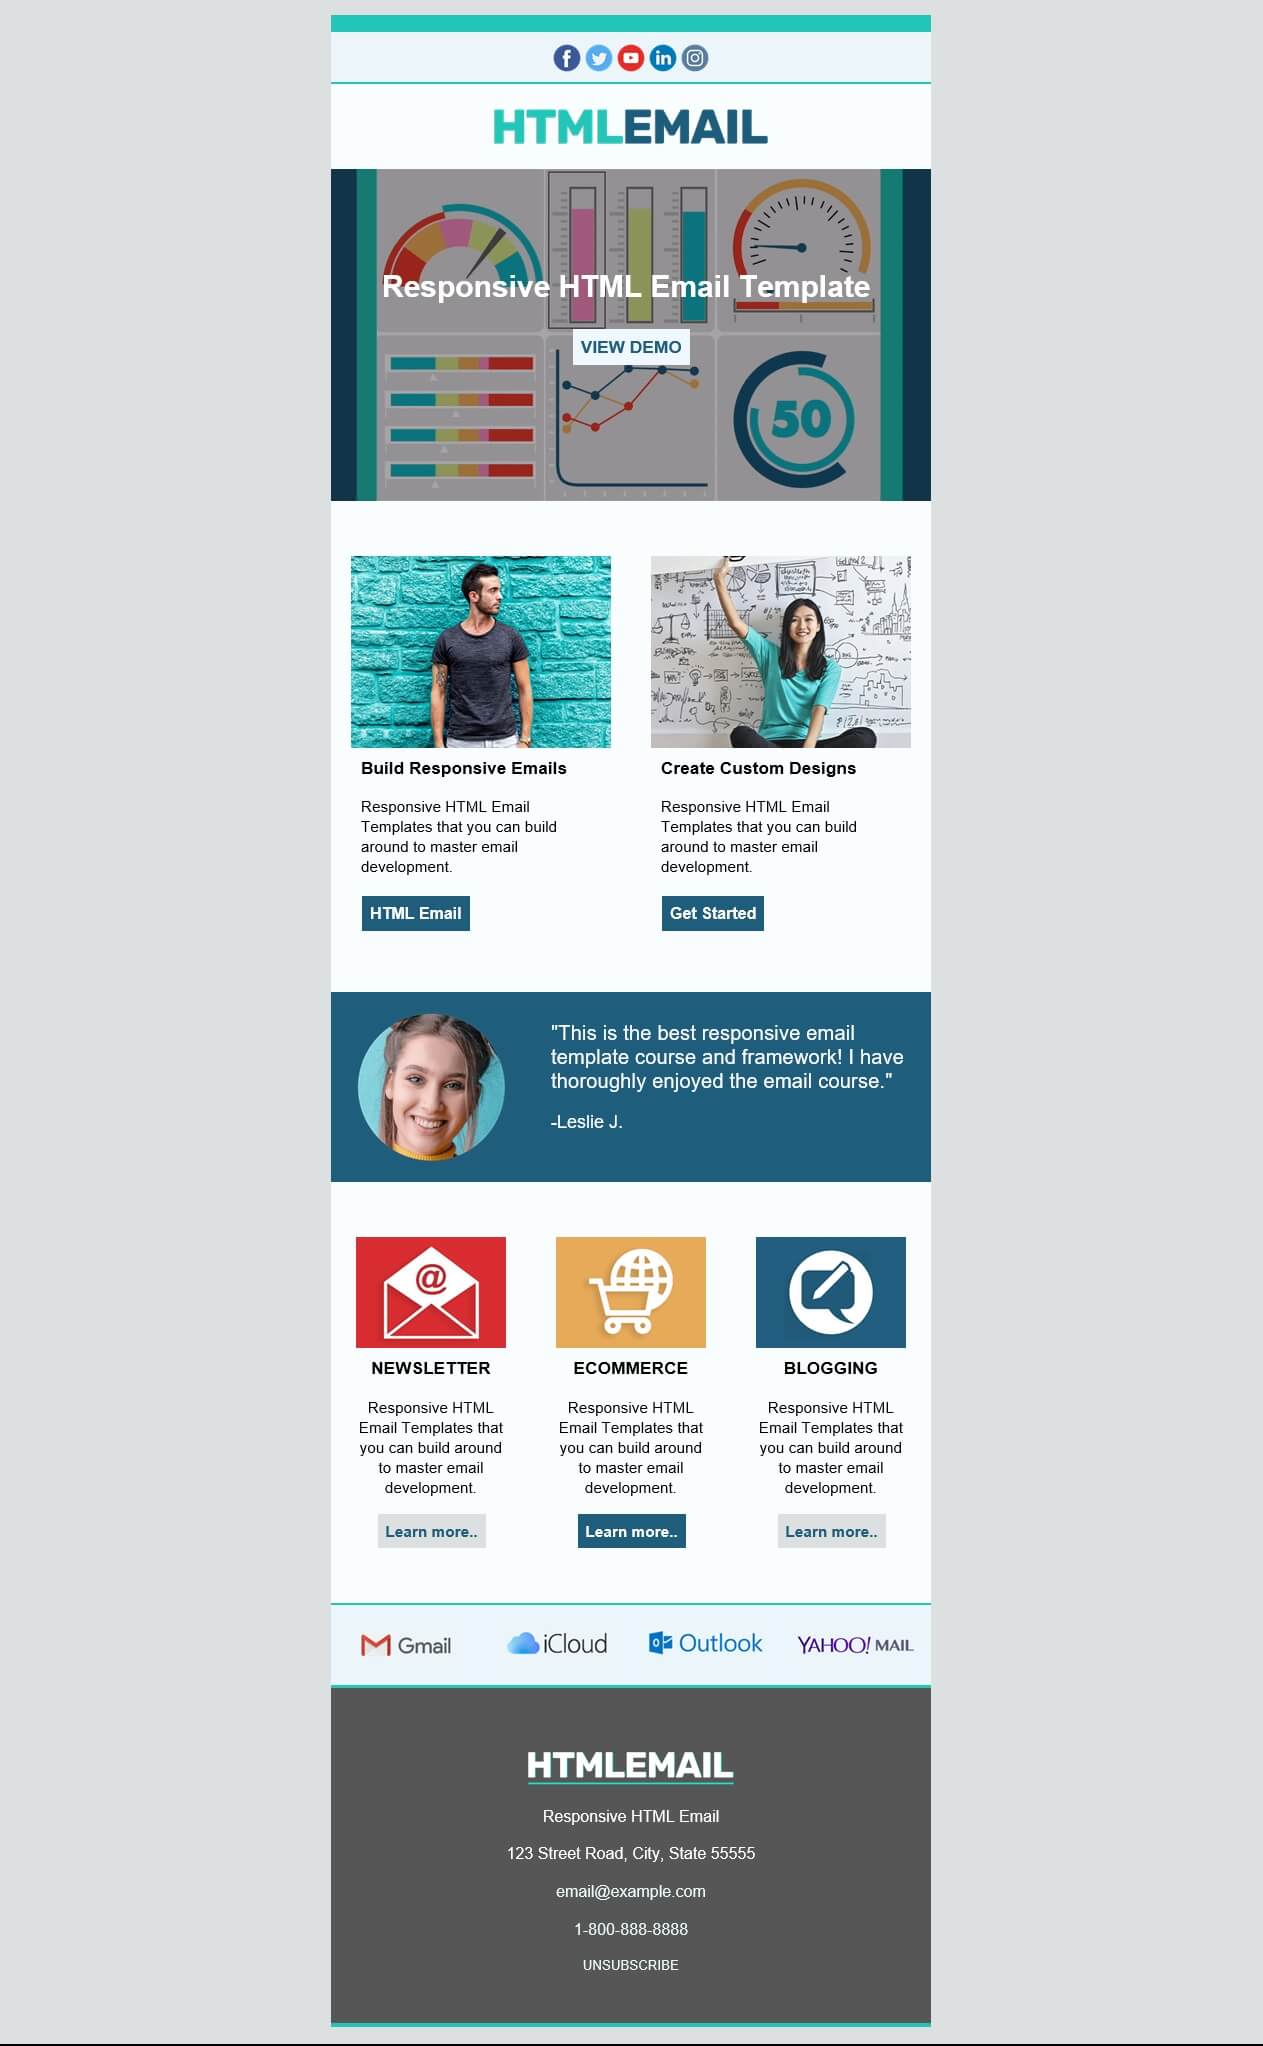 HTMLEMAIL
Responsive HTML Email Template
VIEW DEMO
50
Build Responsive Emails
Responsive HTML Email
Templates that you can build
around to master email
development.
HTML Email
Create Custom Designs
Responsive HTML Email
Templates that you can build
around to master email
development.
Get Started
"This is the best responsive email
template course and framework! I have
thoroughly enjoyed the email course."
-Leslie J.
NEWSLETTER
Responsive HTML
Email Templates that
you can build around
to master email
development.
Learn more..
ECOMMERCE
Responsive HTML
Email Templates that
you can build around
to master email
development.
Learn more..
BLOGGING
Responsive HTML
Email Templates that
you can build around
to master email
development.
Learn more..
Gmail
iCloud
Outlook
YAHOO! MAIL
HTMLEMAIL
Responsive HTML Email
123 Street Road, City, State 55555
email@example.com
1-800-888-8888
UNSUBSCRIBE